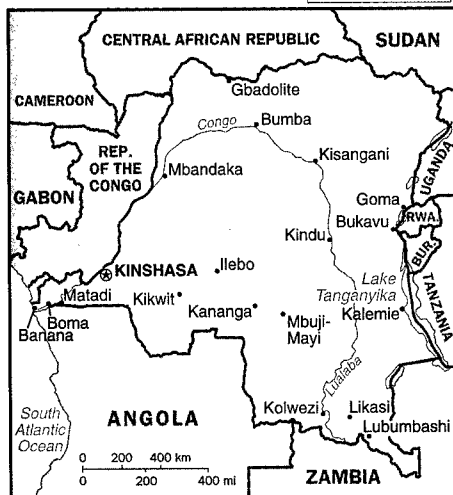 CENTRAL AFRICAN REPUBLIC
SUDAN
CAMEROON
Gbadolite
Congo
Bumba
REP.
OF THE
CONGO
Mbandaka
Kisangani
UGANDA
GABON
Goma
RWA.
Bukavu
Kindu
BUR.
KINSHASA
Ilebo
Lake
Tanganyika
TANZANIA
Matadi
Kikwit
Kananga
Kalemie
Boma
Banana
Mbuji-
Mayi
Lualaba
South
Atlantic
Ocean
ANGOLA
Kolwezi
Likasi
Lubumbashi
0 200 400 km
0 200 400 mi
ZAMBIA